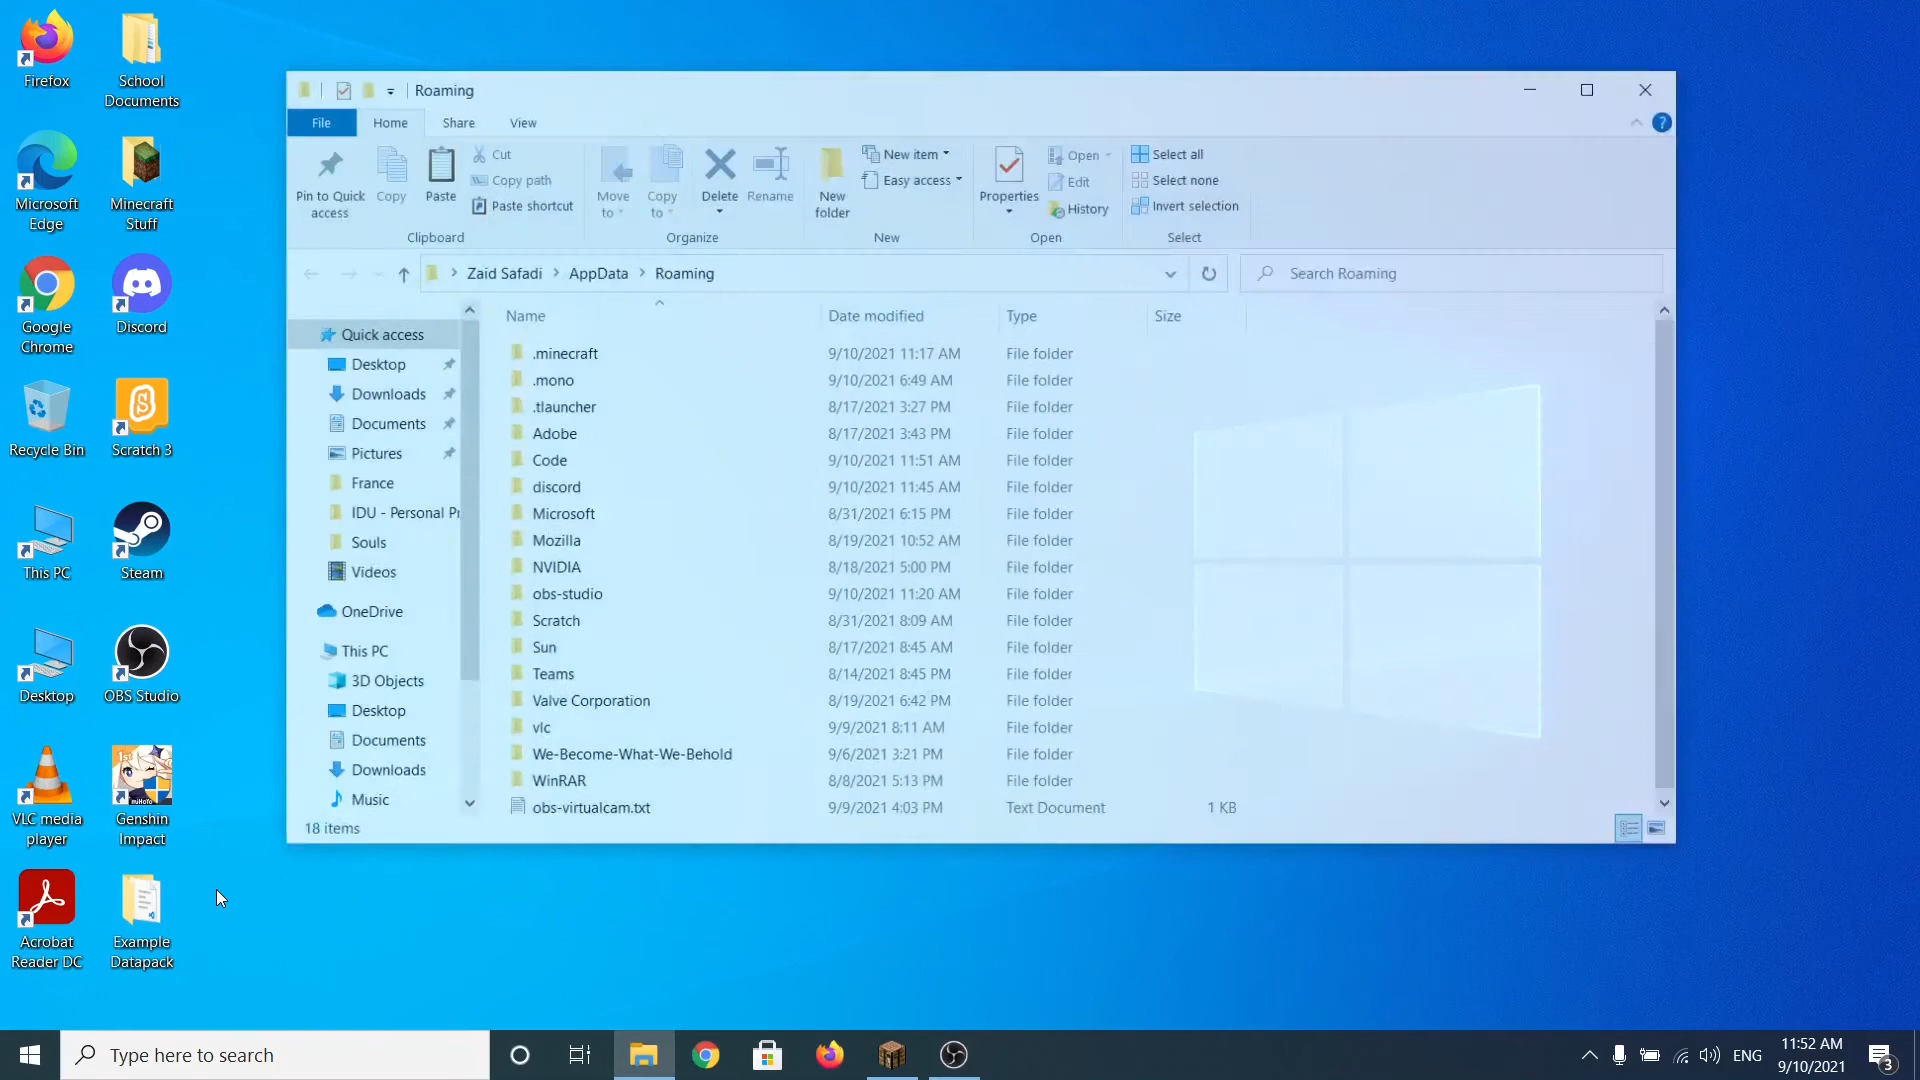 Firefox
School
Documents
Microsoft
Edge
Minecraft
Stuff
Google
Chrome
Discord
Recycle Bin
Scratch 3
This PC
Steam
Desktop
OBS Studio
VLC media
player
Genshin
Impact
Acrobat
Reader DC
Example
Datapack
Roaming
File Home Share View
Pin to Quick
access
Copy
Paste
Cut
Copy path
Paste shortcut
Clipboard
Move
to
Copy
to
Delete
Rename
Organize
New
folder
New item
Easy access
New
Properties
Open
Edit
History
Open
Select all
Select none
Invert selection
Select
Zaid Safadi > AppData > Roaming
Search Roaming
Quick access
Desktop
Downloads
Documents
Pictures
France
IDU - Personal Pr
Souls
Videos
OneDrive
This PC
3D Objects
Desktop
Documents
Downloads
Music
Name Date modified Type Size
.minecraft 9/10/2021 11:17 AM File folder
.mono 9/10/2021 6:49 AM File folder
.tlauncher 8/17/2021 3:27 PM File folder
Adobe 8/17/2021 3:43 PM File folder
Code 9/10/2021 11:51 AM File folder
discord 9/10/2021 11:45 AM File folder
Microsoft 8/31/2021 6:15 PM File folder
Mozilla 8/19/2021 10:52 AM File folder
NVIDIA 8/18/2021 5:00 PM File folder
obs-studio 9/10/2021 11:20 AM File folder
Scratch 8/31/2021 8:09 AM File folder
Sun 8/17/2021 8:45 AM File folder
Teams 8/14/2021 8:45 PM File folder
Valve Corporation 8/19/2021 6:42 PM File folder
vlc 9/9/2021 8:11 AM File folder
We-Become-What-We-Behold 9/6/2021 3:21 PM File folder
WinRAR 8/8/2021 5:13 PM File folder
obs-virtualcam.txt 9/9/2021 4:03 PM Text Document 1 KB
18 items
Type here to search
ENG
11:52 AM
9/10/2021
3